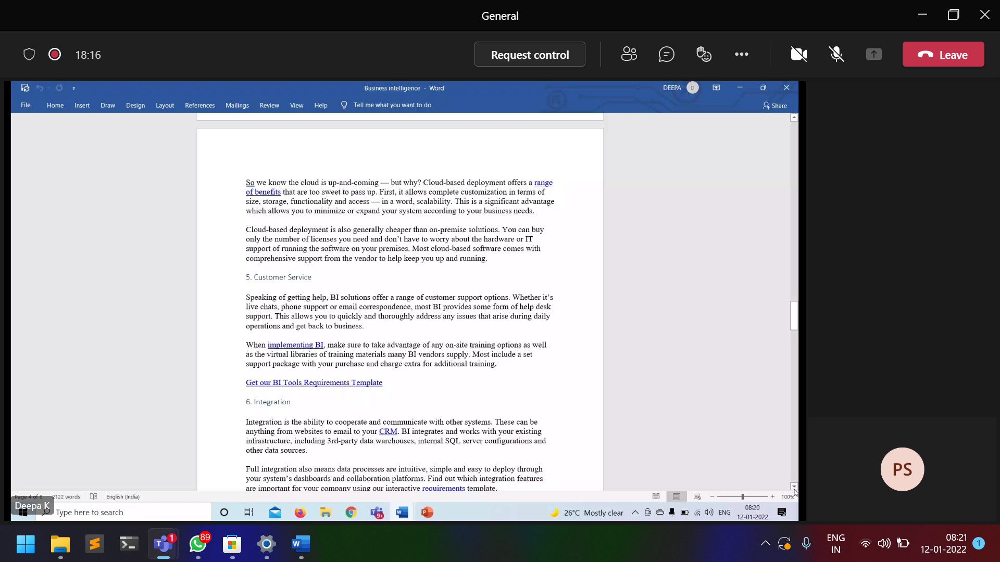 General
18:16
Request control
Leave
Business intelligence - Word
DEEPA
D
File
Home
Insert
Draw
Design
Layout
References
Mailings
Review
View
Help
Tell me what you want to do
Share
So we know the cloud is up-and-coming — but why? Cloud-based deployment offers a range
of benefits that are too sweet to pass up. First, it allows complete customization in terms of
size, storage, functionality and access — in a word, scalability. This is a significant advantage
which allows you to minimize or expand your system according to your business needs.
Cloud-based deployment is also generally cheaper than on-premise solutions. You can buy
only the number of licenses you need and don't have to worry about the hardware or IT
support of running the software on your premises. Most cloud-based software comes with
comprehensive support from the vendor to help keep you up and running.
5. Customer Service
Speaking of getting help, BI solutions offer a range of customer support options. Whether it's
live chats, phone support or email correspondence, most BI provides some form of help desk
support. This allows you to quickly and thoroughly address any issues that arise during daily
operations and get back to business.
When implementing BI, make sure to take advantage of any on-site training options as well
as the virtual libraries of training materials many BI vendors supply. Most include a set
support package with your purchase and charge extra for additional training.
Get our BI Tools Requirements Template
6. Integration
Integration is the ability to cooperate and communicate with other systems. These can be
anything from websites to email to your CRM. BI integrates and works with your existing
infrastructure, including 3rd-party data warehouses, internal SQL server configurations and
other data sources.
Full integration also means data processes are intuitive, simple and easy to deploy through
your system's dashboards and collaboration platforms. Find out which integration features
are important for your company using our interactive requirements template.
PS
Page 4 of 8
2122 words
English (India)
100%
Deepa K
Type here to search
9+
26°C Mostly clear
ENG
08:20
12-01-2022
1
89
ENG
IN
08:21
12-01-2022
1